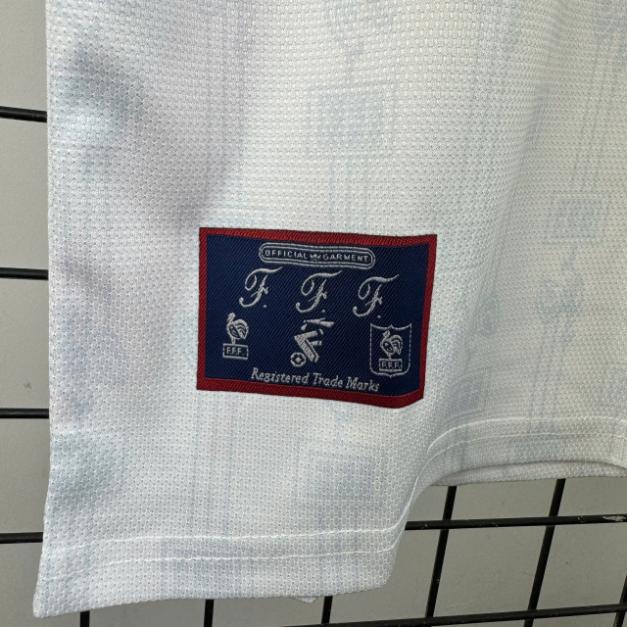 OFFICIAL GARMENT
F. F. F.
F.F.F. F.F.F.
Registered Trade Marks